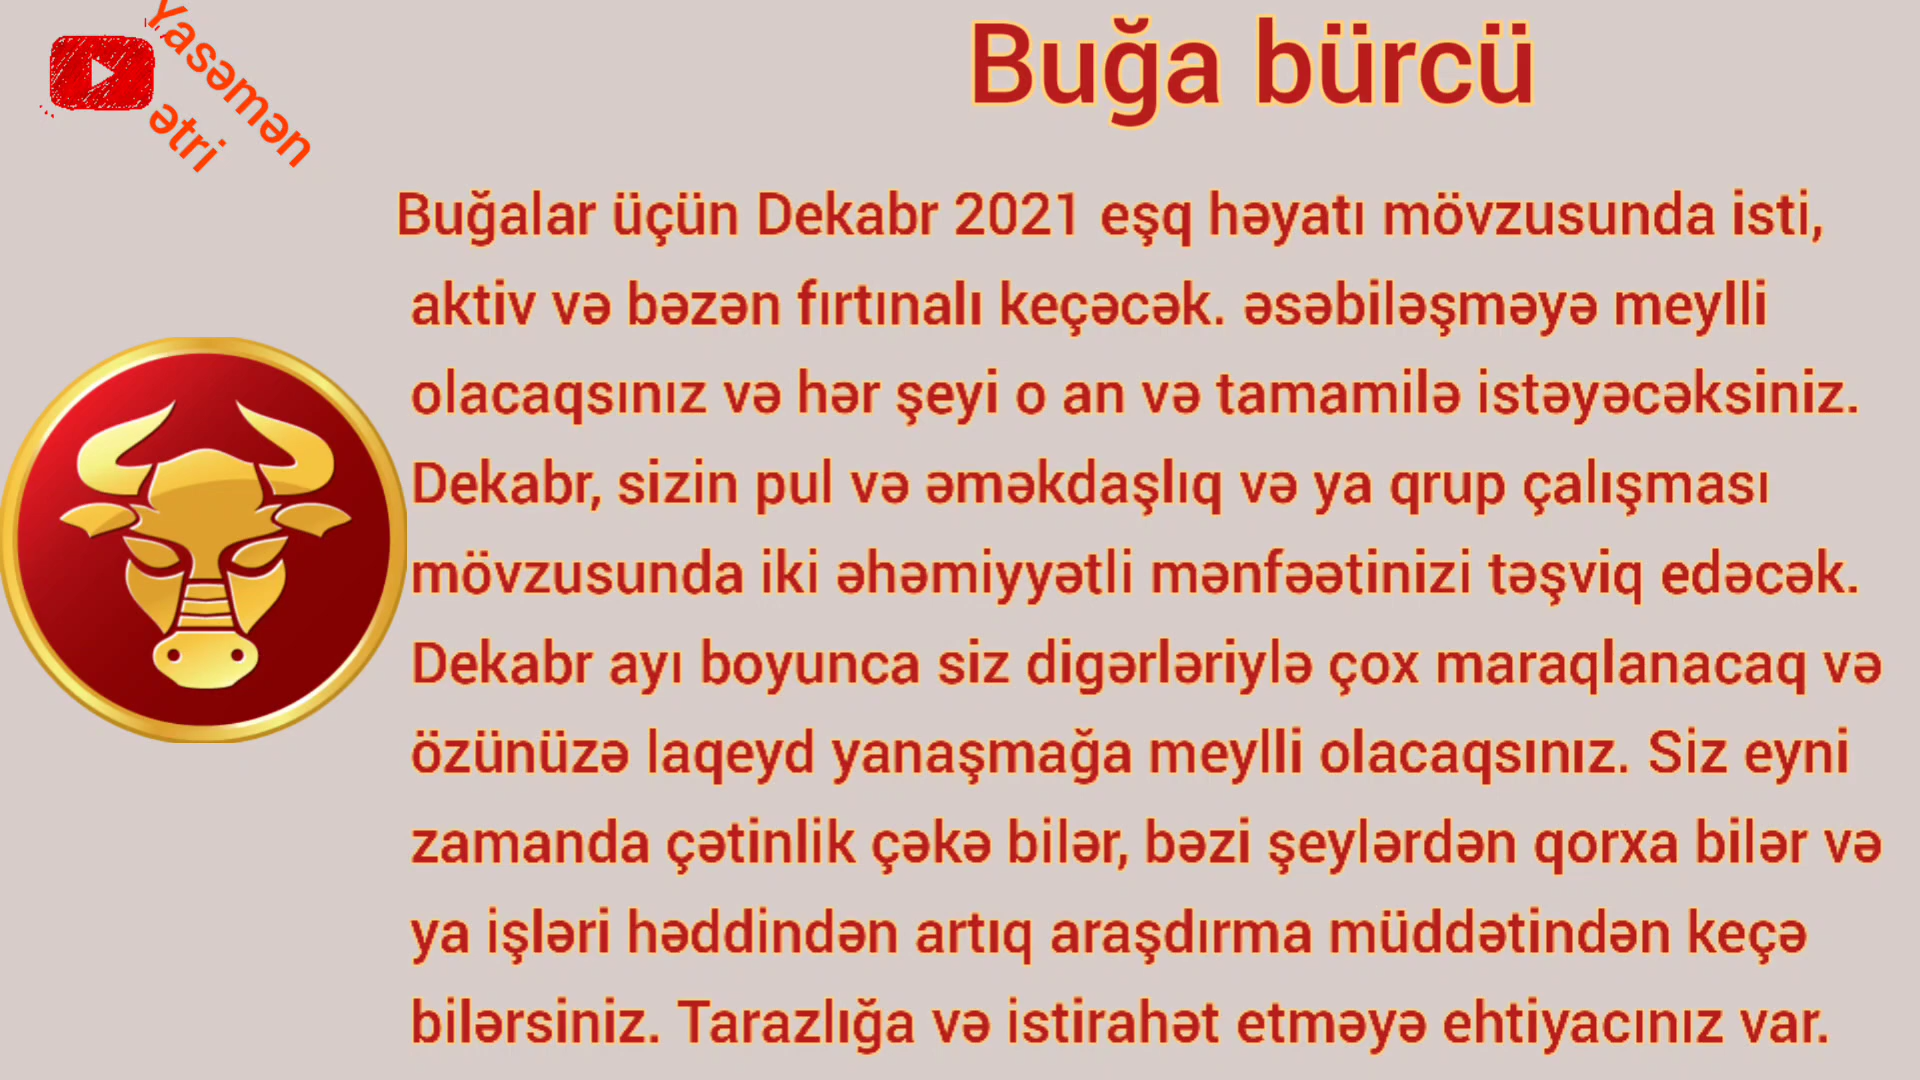 Yasəmən
ətri
Buğa bürcü
Buğalar üçün Dekabr 2021 eşq həyatı mövzusunda isti,
aktiv və bəzən fırtınalı keçəcək. əsəbiləşməyə meylli
olacaqsınız və hər şeyi o an və tamamilə istəyəcəksiniz.
Dekabr, sizin pul və əməkdaşlıq və ya qrup çalışması
mövzusunda iki əhəmiyyətli mənfəətinizi təşviq edəcək.
Dekabr ayı boyunca siz digərləriylə çox maraqlanacaq və
özünüzə laqeyd yanaşmağa meylli olacaqsınız. Siz eyni
zamanda çətinlik çəkə bilər, bəzi şeylərdən qorxa bilər və
ya işləri həddindən artıq araşdırma müddətindən keçə
bilərsiniz. Tarazlığa və istirahət etməyə ehtiyacınız var.